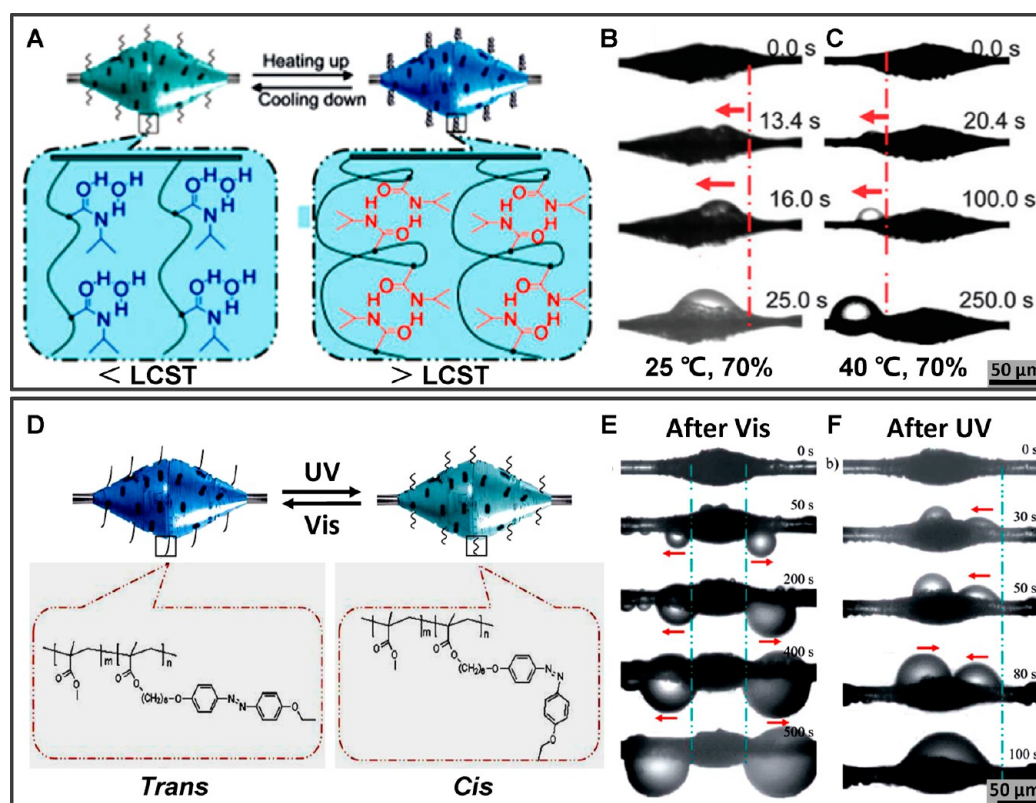 A
Heating up
Cooling down
< LCST
> LCST
B
0.0 s
13.4 s
16.0 s
25.0 s
25 ℃, 70%
C
0.0 s
20.4 s
100.0 s
250.0 s
40 ℃, 70%
50 μm
D
UV
Vis
Trans
Cis
E
After Vis
0s
50s
200 s
400 s
500 s
F
After UV
b)
0 s
30 s
50 s
80 s
100 s
50 μm